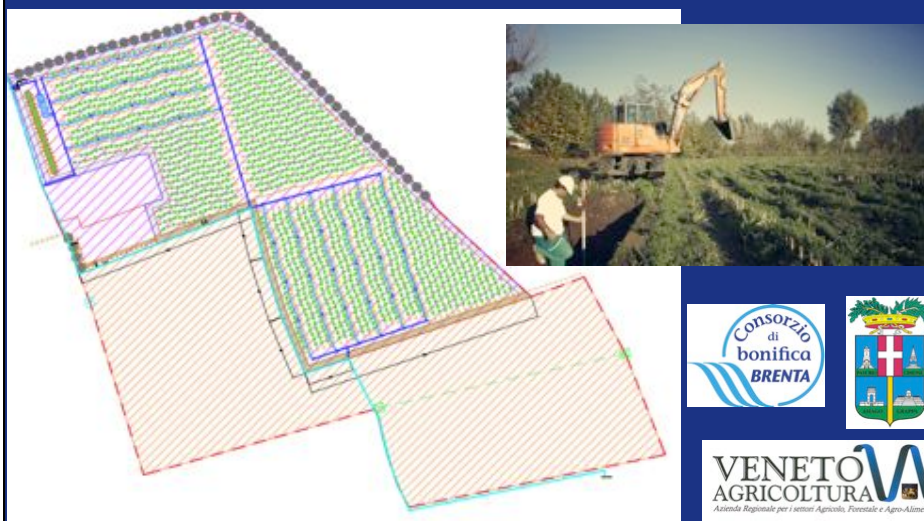 Consorzio
di
bonifica
BRENTA
VENETO
AGRICOLTURA
Azienda Regionale per i settori Agricolo, Forestale e Agro-Alime